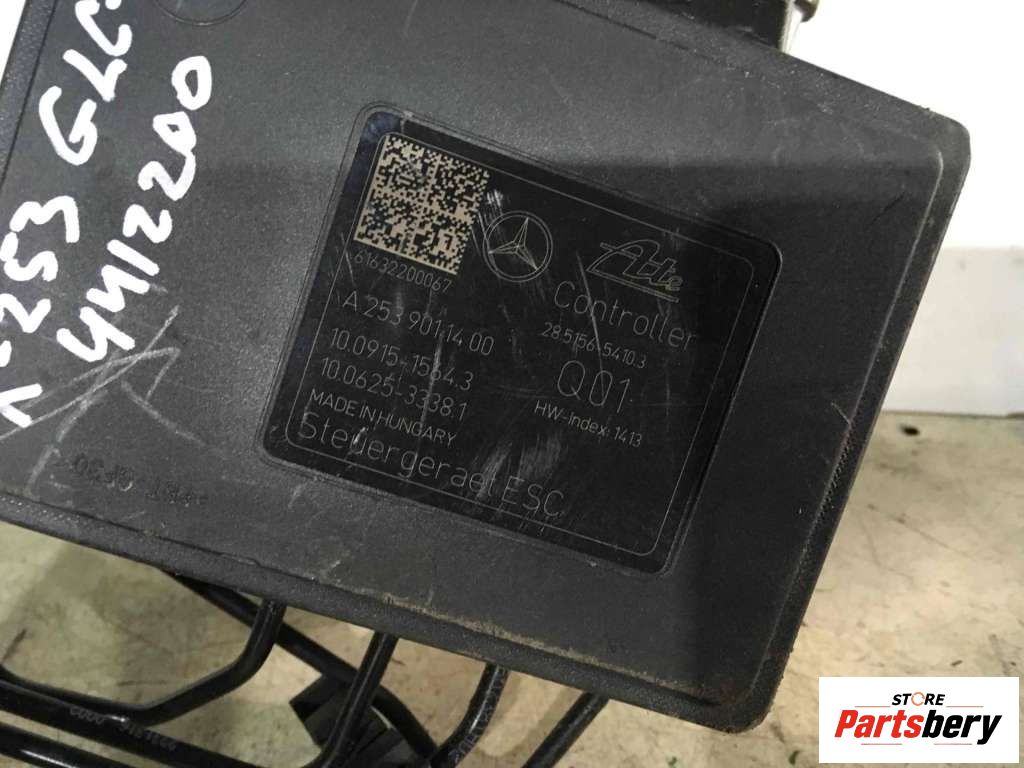 253 GLC
4412200
61632200067
A 253 901 14 00
10.0915-1564.3
10.0625-3338.1
MADE IN HUNGARY
Steuergeraet ESC
Ate
Controller
28.5156-5410.3
Q01
HW-Index: 1413
STORE
Partsbery